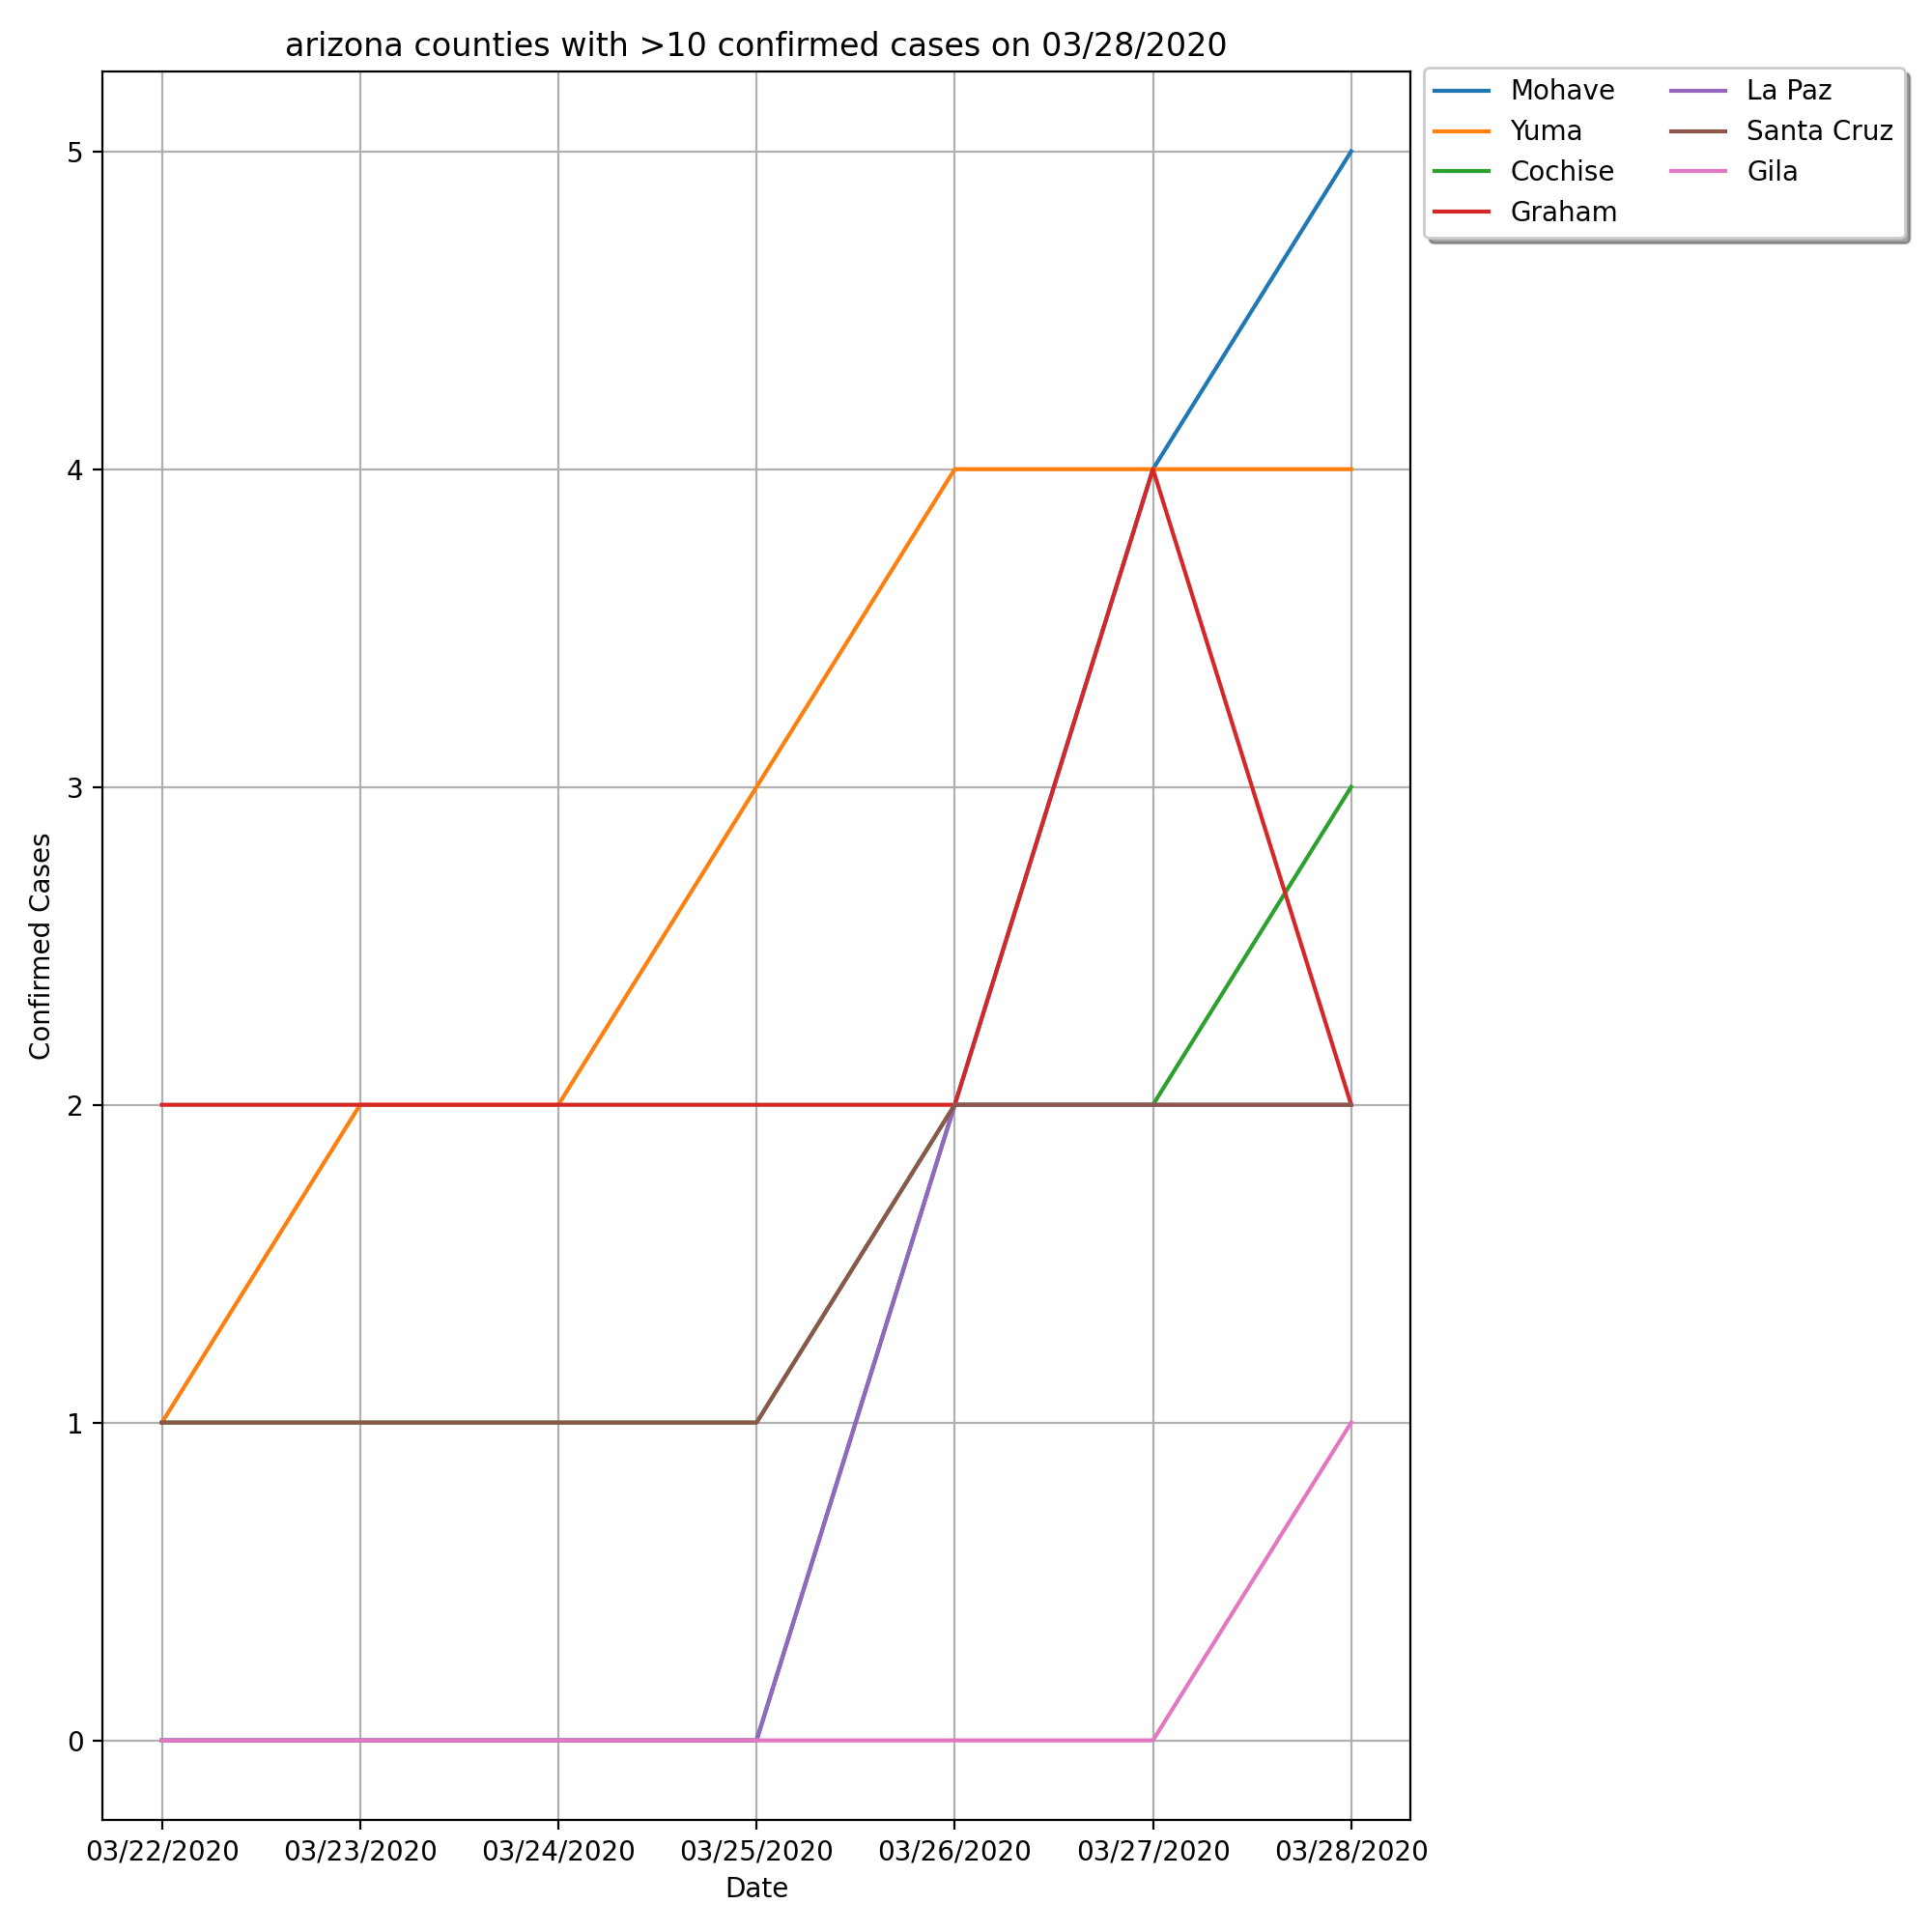 arizona counties with >10 confirmed cases on 03/28/2020
Mohave
Yuma
Cochise
Graham
La Paz
Santa Cruz
Gila
5
4
3
2
1
0
Confirmed Cases
03/22/2020 03/23/2020 03/24/2020 03/25/2020 03/26/2020 03/27/2020 03/28/2020
Date